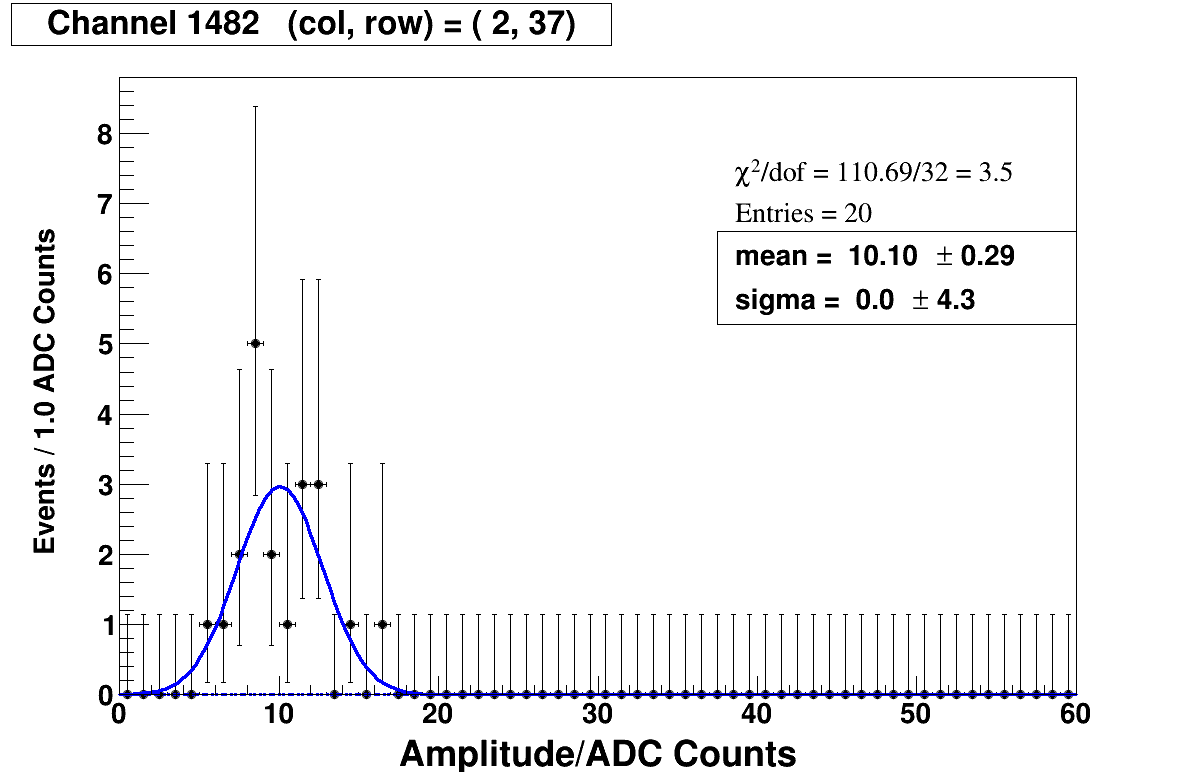 Channel 1482 (col, row) = ( 2, 37)
χ²/dof = 110.69/32 = 3.5
Entries = 20
mean = 10.10 ± 0.29
sigma = 0.0 ± 4.3
Events / 1.0 ADC Counts
8
7
6
5
4
3
2
1
0
0 10 20 30 40 50 60
Amplitude/ADC Counts